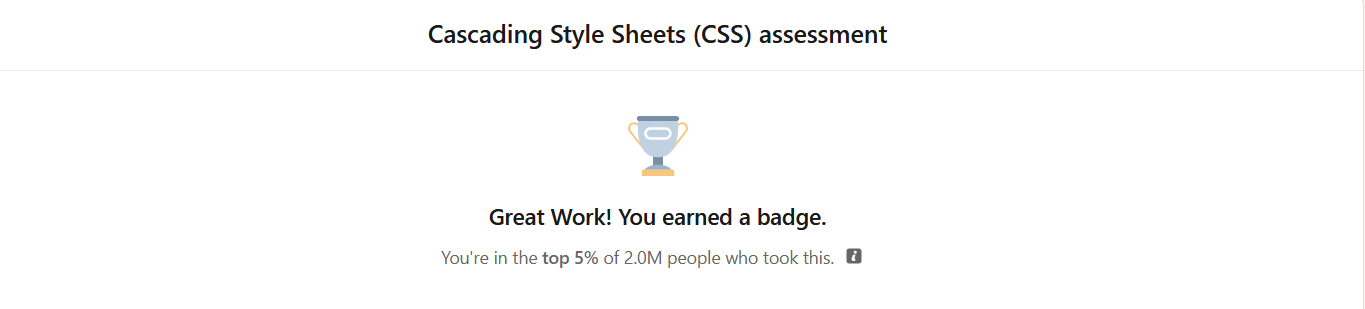 Cascading Style Sheets (CSS) assessment
Great Work! You earned a badge.
You're in the top 5% of 2.0M people who took this. i